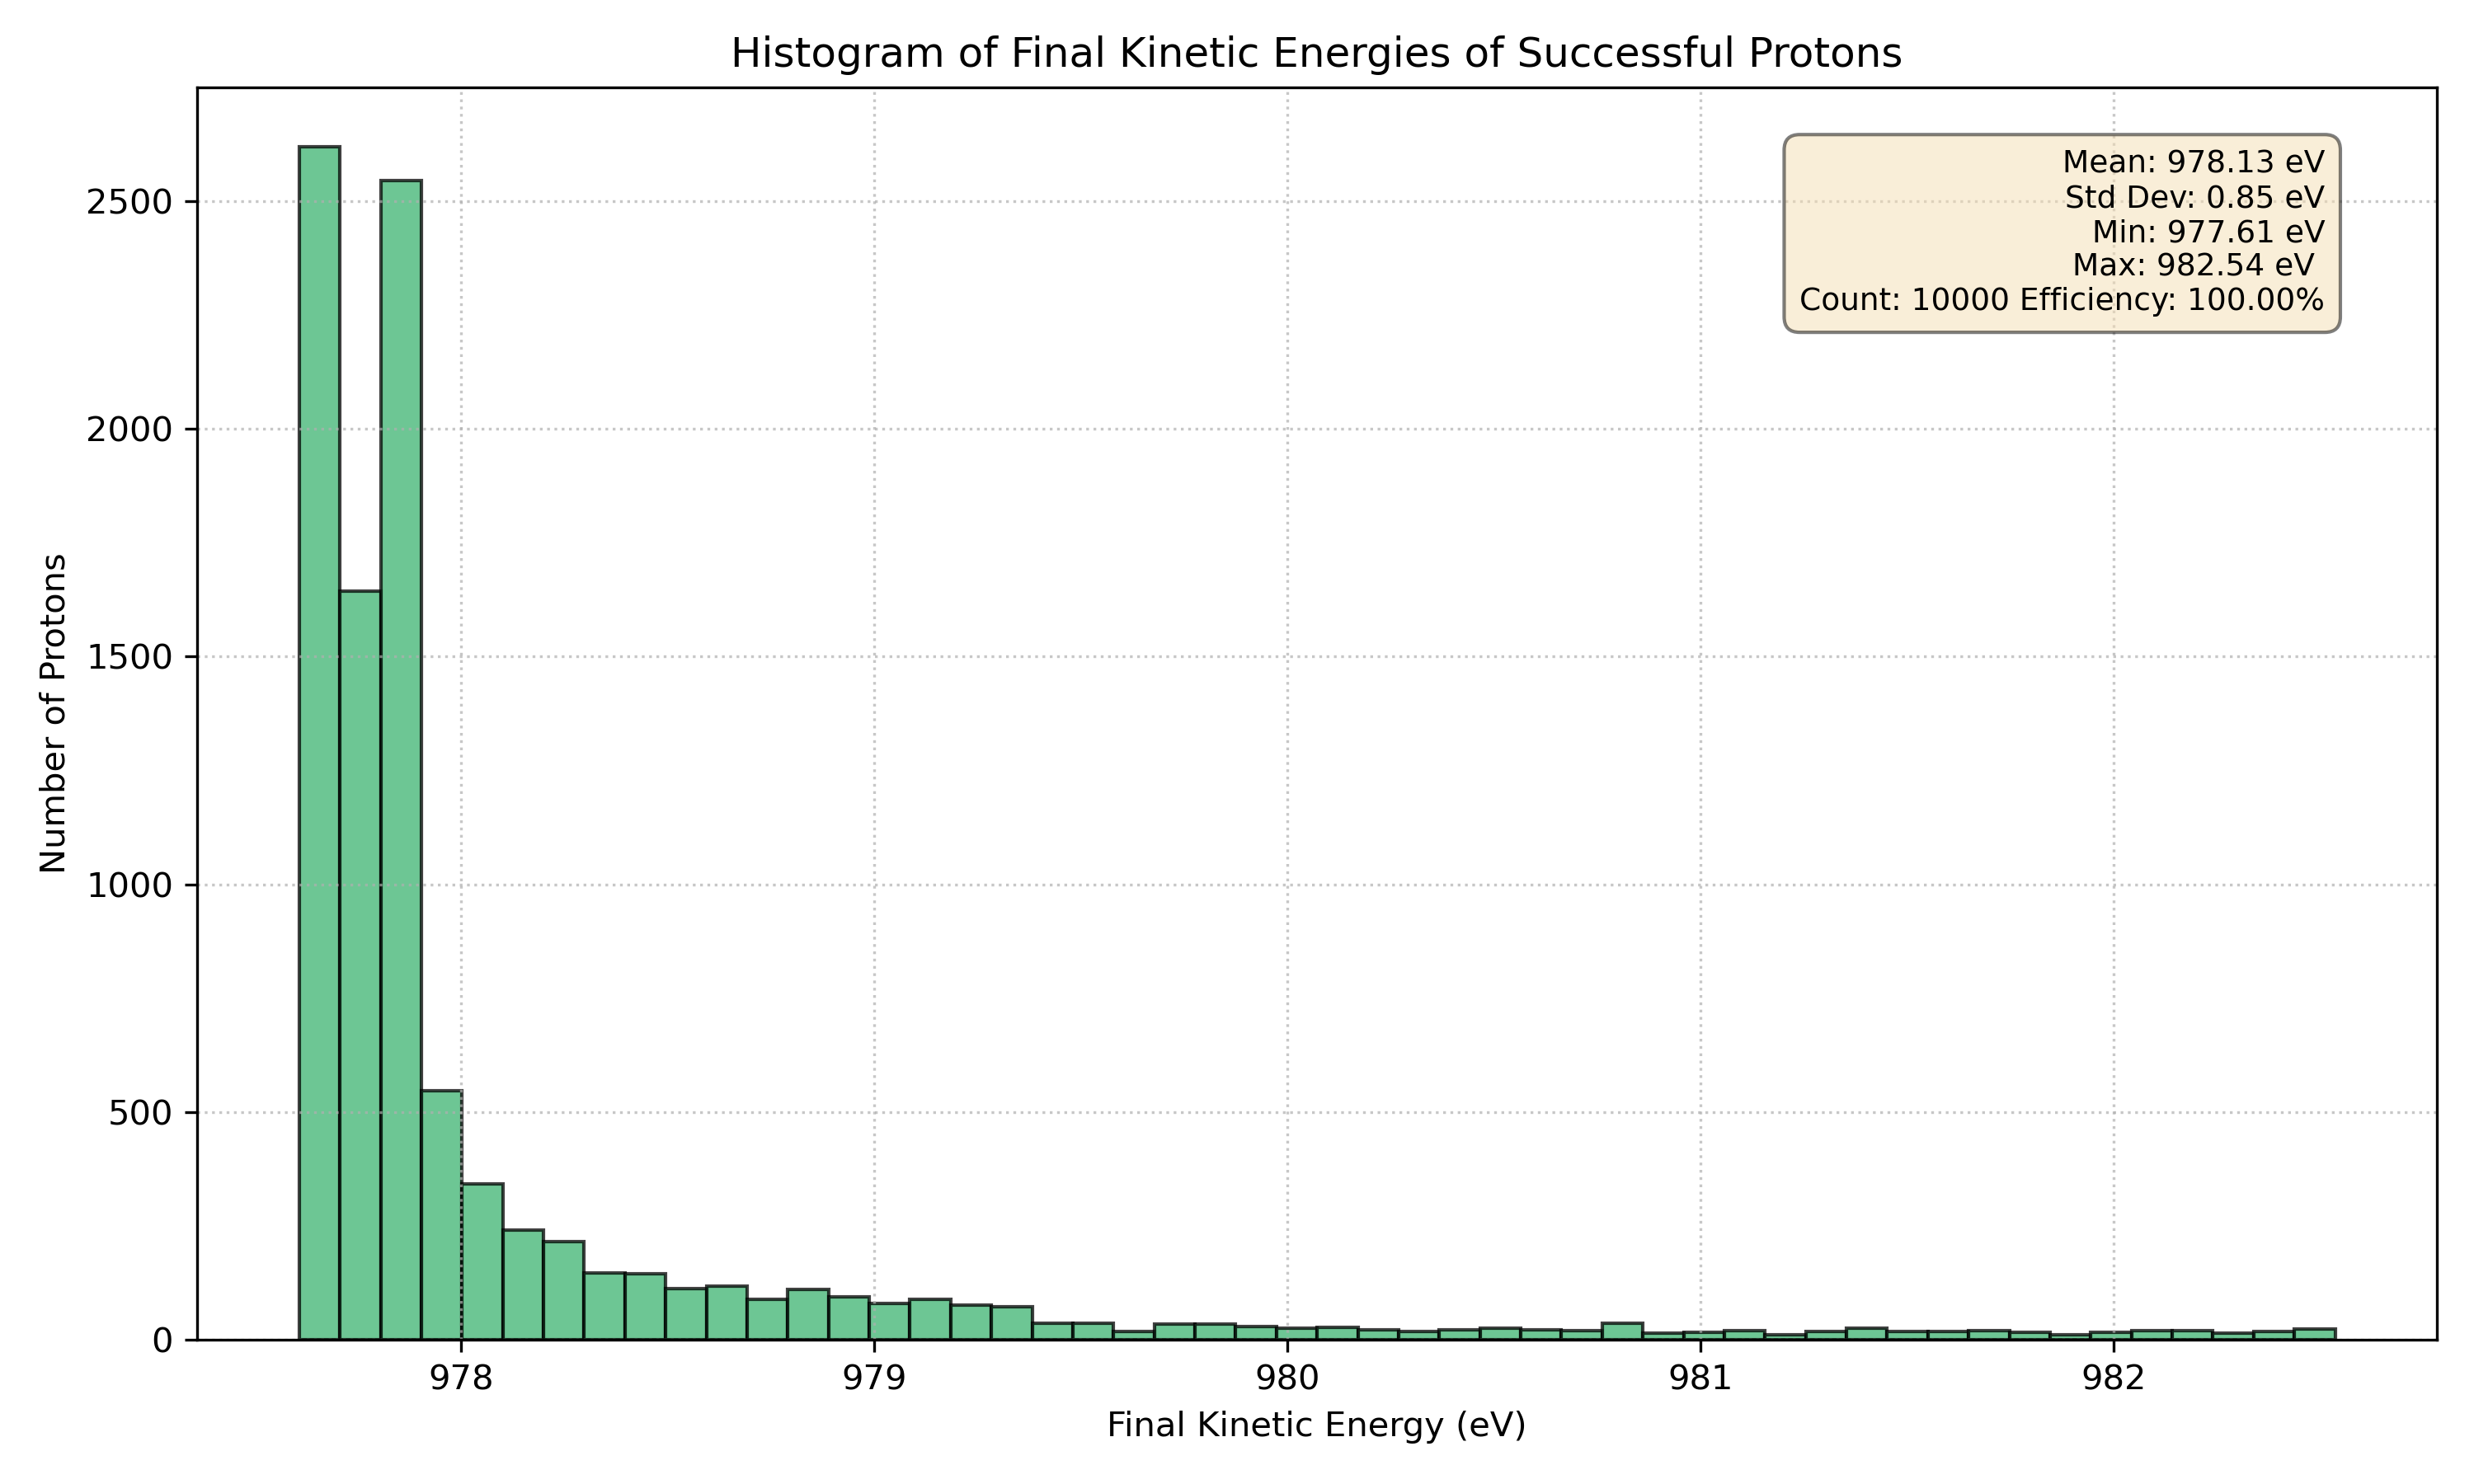 Histogram of Final Kinetic Energies of Successful Protons
Mean: 978.13 eV
Std Dev: 0.85 eV
Min: 977.61 eV
Max: 982.54 eV
Count: 10000 Efficiency: 100.00%
Number of Protons
2500
2000
1500
1000
500
0
978 979 980 981 982
Final Kinetic Energy (eV)